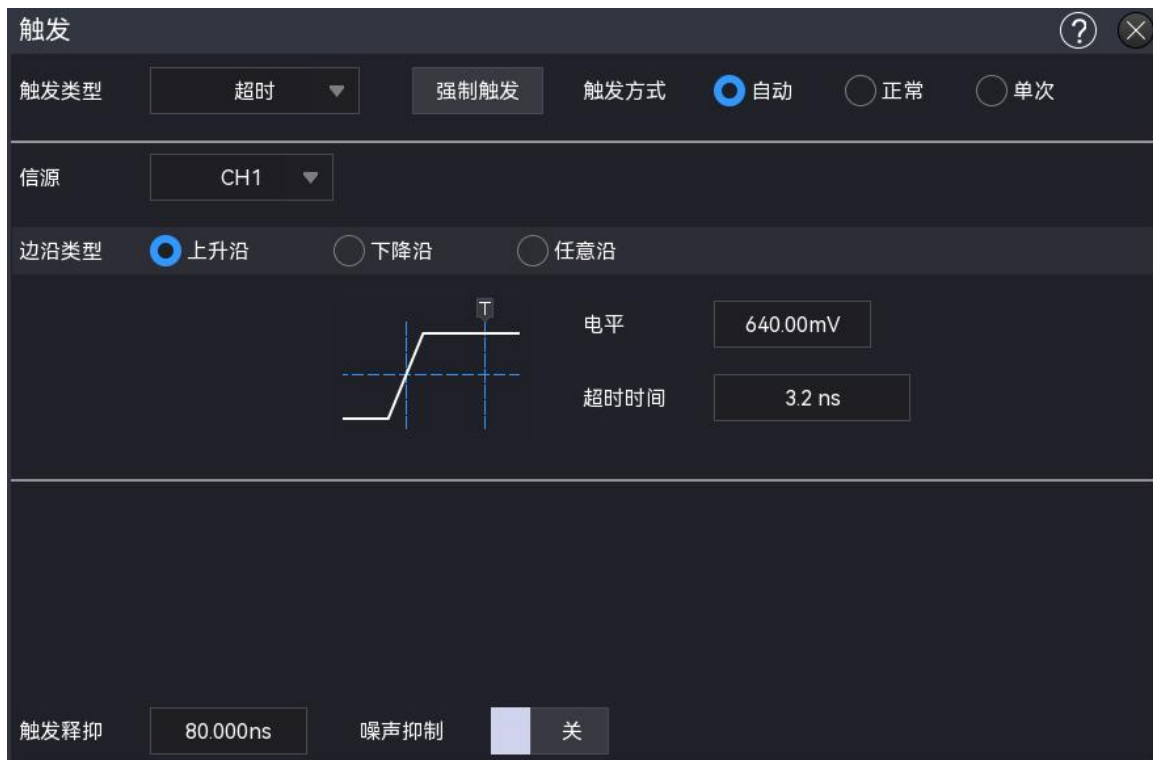 触发
触发类型 超时 强制触发 触发方式 自动 正常 单次
信源 CH1
边沿类型 上升沿 下降沿 任意沿
T
电平 640.00mV
超时时间 3.2 ns
触发释抑 80.000ns 噪声抑制 关